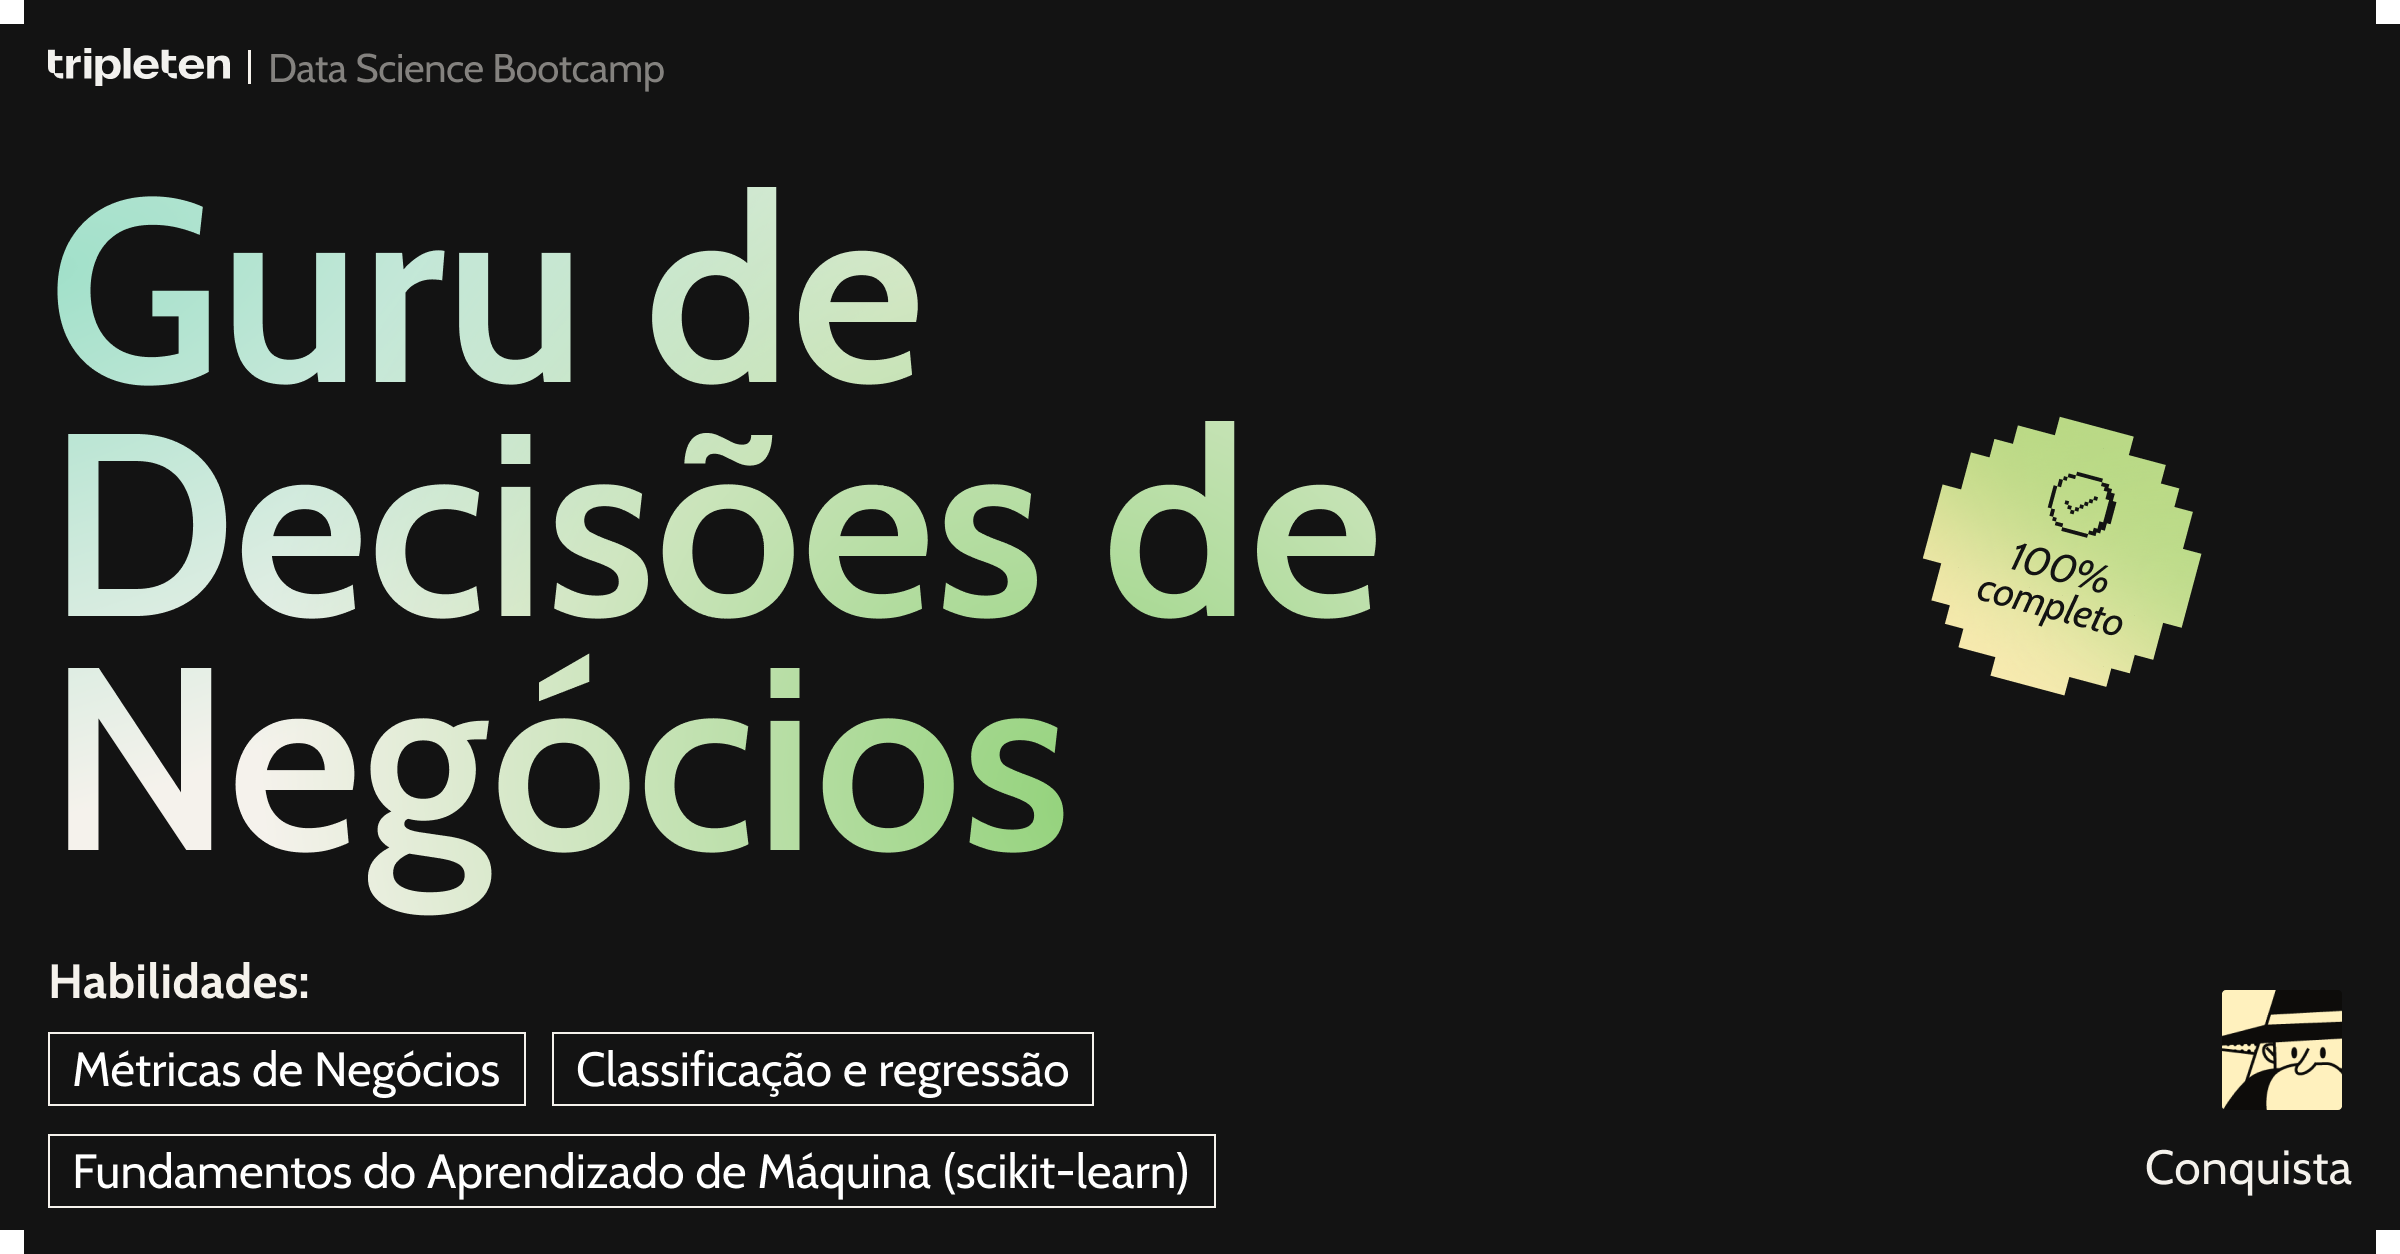 tripleten | Data Science Bootcamp
Guru de
Decisões de
Negócios
100%
completo
Habilidades:
Métricas de Negócios
Classificação e regressão
Fundamentos do Aprendizado de Máquina (scikit-learn)
Conquista